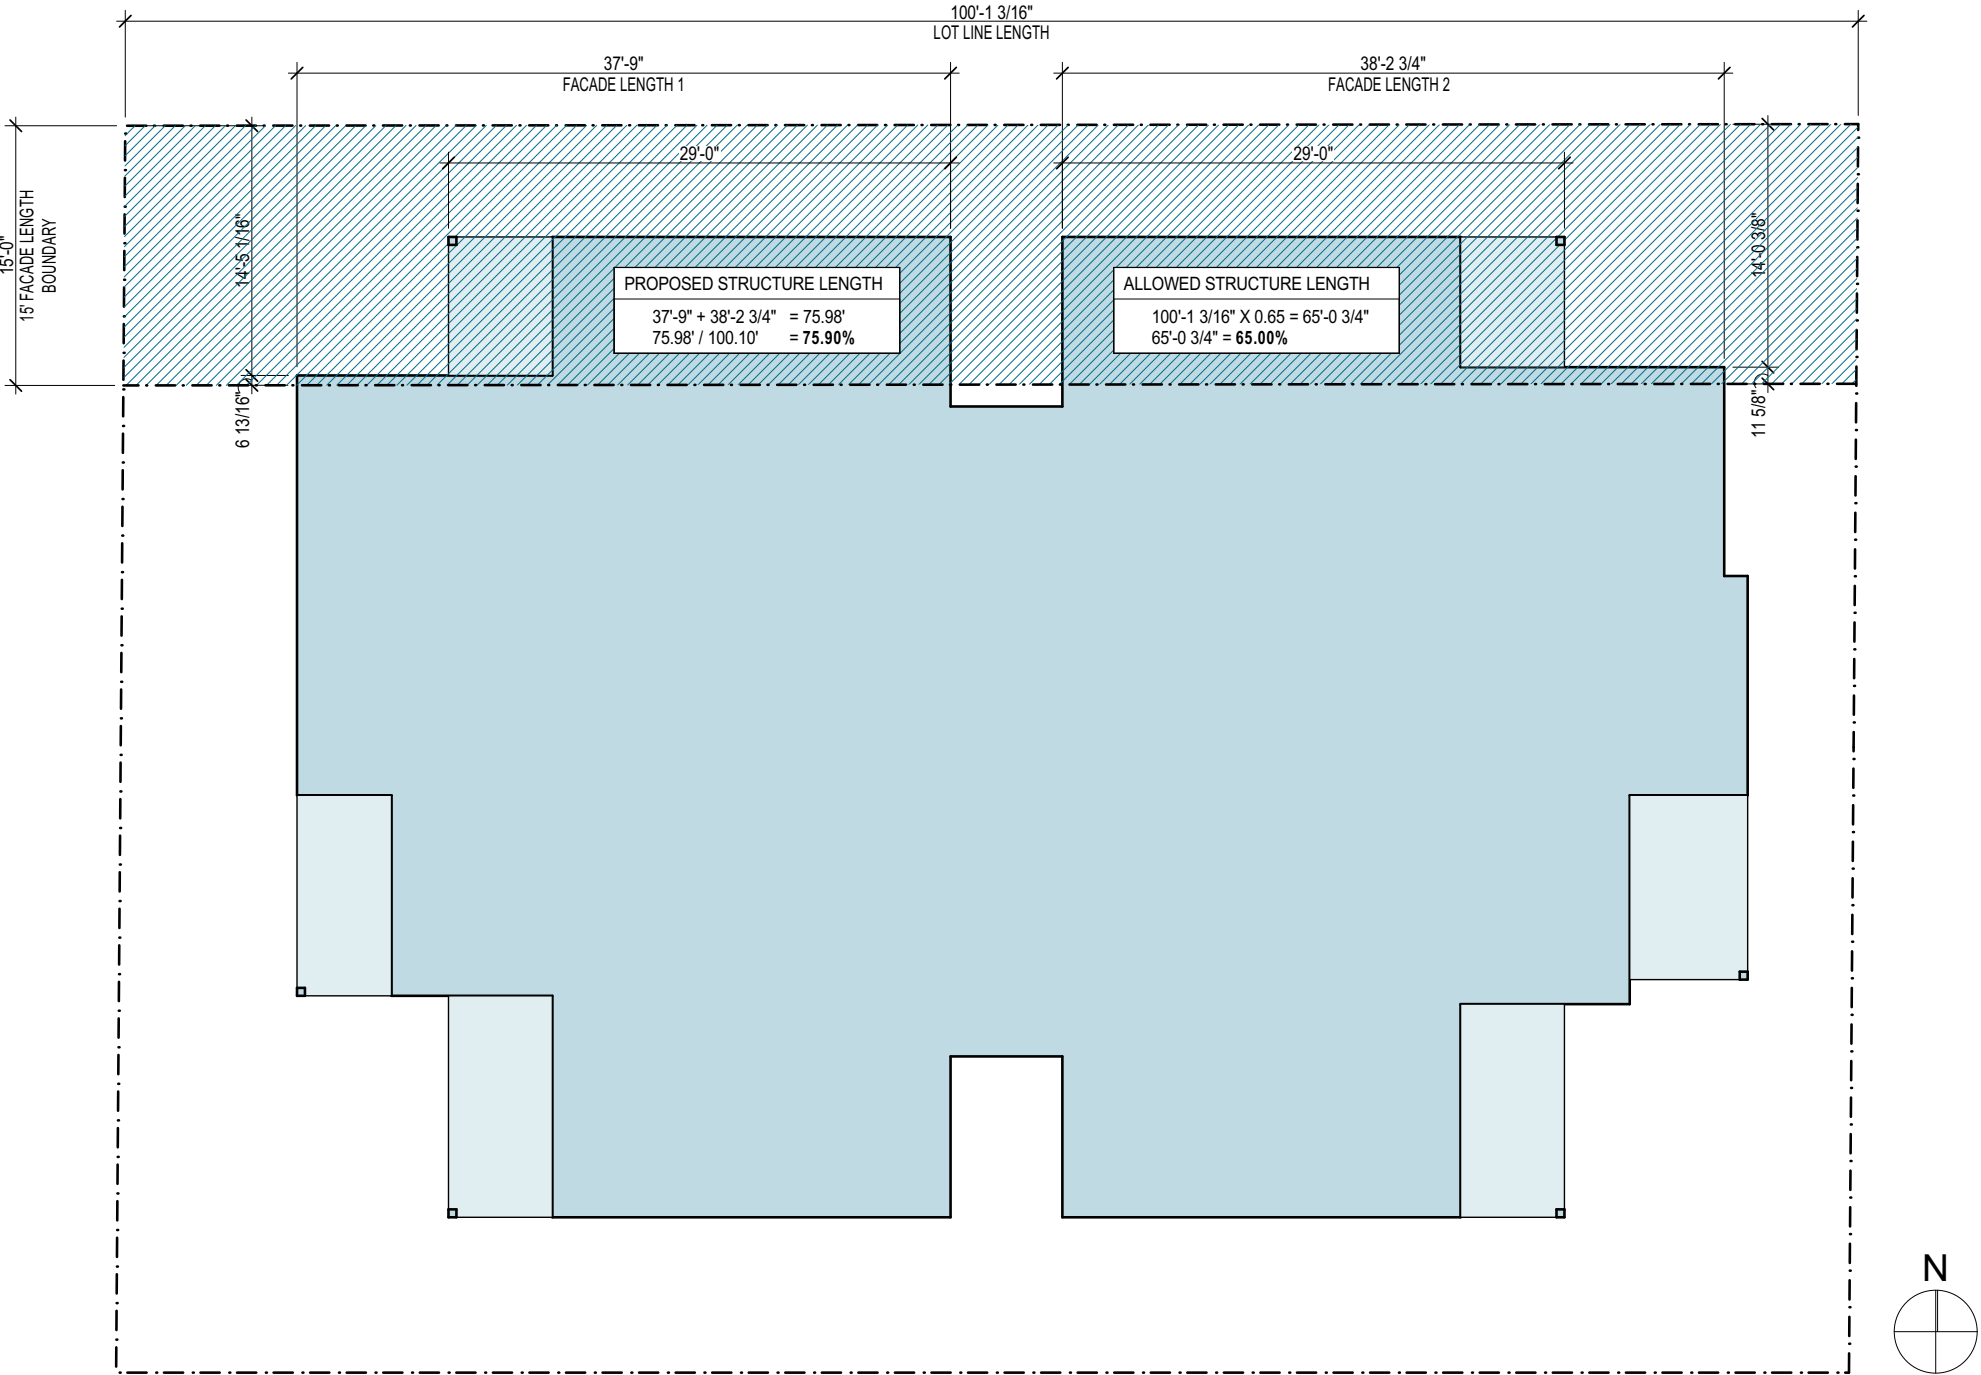 100'-1 3/16"
LOT LINE LENGTH
37'-9"
FACADE LENGTH 1
38'-2 3/4"
FACADE LENGTH 2
29'-0"
29'-0"
15'-0"
15' FACADE LENGTH
BOUNDARY
14'-5 1/16"
14'-0 3/8"
PROPOSED STRUCTURE LENGTH
37'-9" + 38'-2 3/4" = 75.98'
75.98' / 100.10' = 75.90%
ALLOWED STRUCTURE LENGTH
100'-1 3/16" X 0.65 = 65'-0 3/4"
65'-0 3/4" = 65.00%
6 13/16"
11 5/8"
N